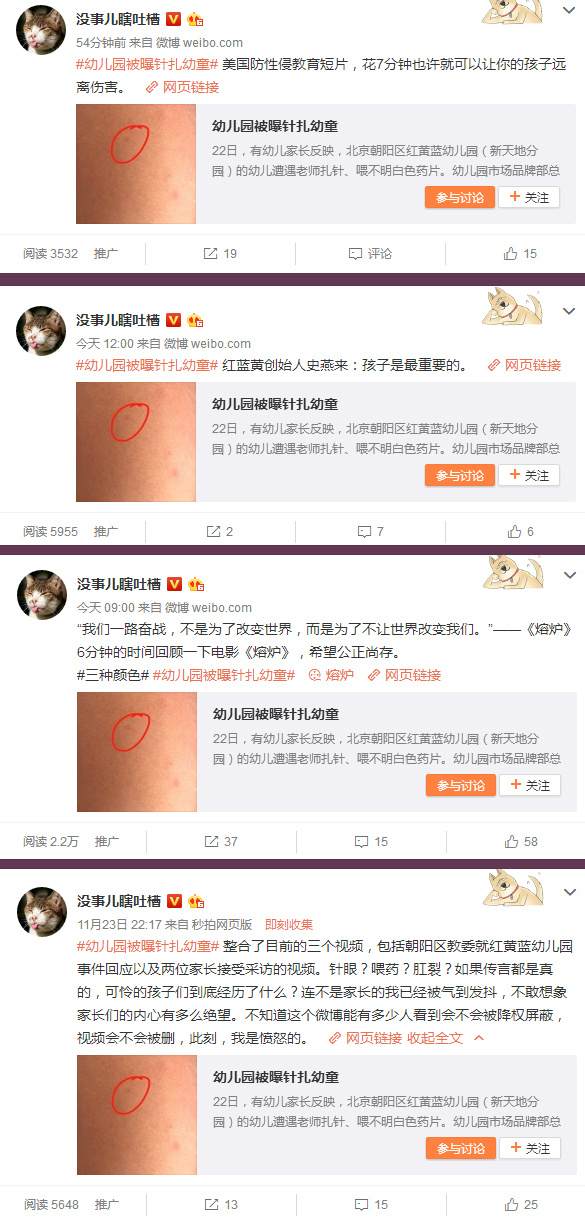 没事儿瞎吐槽
54分钟前 来自 微博 weibo.com
#幼儿园被曝针扎幼童# 美国防性侵教育短片，花7分钟也许就可以让你的孩子远
离伤害。 网页链接
幼儿园被曝针扎幼童
22日，有幼儿家长反映，北京朝阳区红黄蓝幼儿园（新天地分
园）的幼儿遭遇老师扎针、喂不明白色药片。幼儿园市场品牌部总
参与讨论 + 关注
阅读 3532 推广 19 评论 15
没事儿瞎吐槽
今天 12:00 来自 微博 weibo.com
#幼儿园被曝针扎幼童# 红蓝黄创始人史燕来：孩子是最重要的。 网页链接
幼儿园被曝针扎幼童
22日，有幼儿家长反映，北京朝阳区红黄蓝幼儿园（新天地分
园）的幼儿遭遇老师扎针、喂不明白色药片。幼儿园市场品牌部总
参与讨论 + 关注
阅读 5955 推广 2 7 6
没事儿瞎吐槽
今天 09:00 来自 微博 weibo.com
“我们一路奋战，不是为了改变世界，而是为了不让世界改变我们。”——《熔炉》
6分钟的时间回顾一下电影《熔炉》，希望公正尚存。
#三种颜色# #幼儿园被曝针扎幼童# 熔炉 网页链接
幼儿园被曝针扎幼童
22日，有幼儿家长反映，北京朝阳区红黄蓝幼儿园（新天地分
园）的幼儿遭遇老师扎针、喂不明白色药片。幼儿园市场品牌部总
参与讨论 + 关注
阅读 2.2万 推广 37 15 58
没事儿瞎吐槽
11月23日 22:17 来自 秒拍网页版 即刻收集
#幼儿园被曝针扎幼童# 整合了目前的三个视频，包括朝阳区教委就红黄蓝幼儿园
事件回应以及两位家长接受采访的视频。针眼？喂药？肛裂？如果传言都是真
的，可怜的孩子们到底经历了什么？连不是家长的我已经被气到发抖，不敢想象
家长们的内心有多么绝望。不知道这个微博能有多少人看到会不会被降权屏蔽，
视频会不会被删，此刻，我是愤怒的。 网页链接 收起全文
幼儿园被曝针扎幼童
22日，有幼儿家长反映，北京朝阳区红黄蓝幼儿园（新天地分
园）的幼儿遭遇老师扎针、喂不明白色药片。幼儿园市场品牌部总
参与讨论 + 关注
阅读 5648 推广 13 15 25